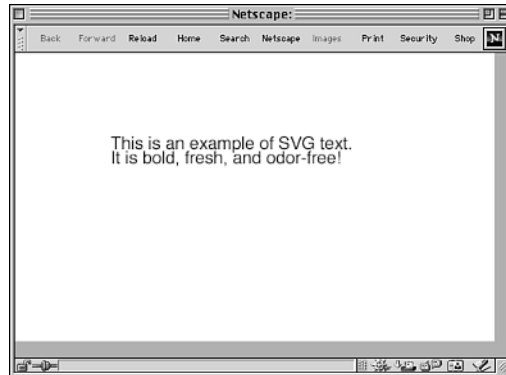 Netscape:
Back Forward Reload Home Search Netscape Images Print Security Shop N
This is an example of SVG text.
It is bold, fresh, and odor-free!